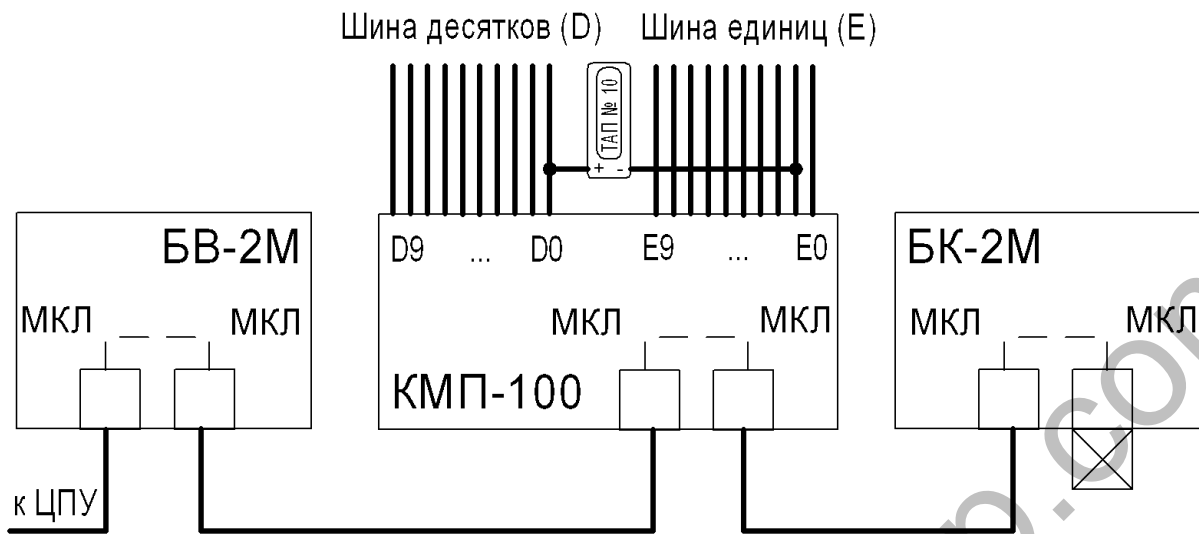 Шина десятков (D) Шина единиц (E)
ТАП № 10
+ -
БВ-2М
D9 ... D0 E9 ... E0
БК-2М
МКЛ МКЛ
МКЛ МКЛ
МКЛ МКЛ
КМП-100
к ЦПУ